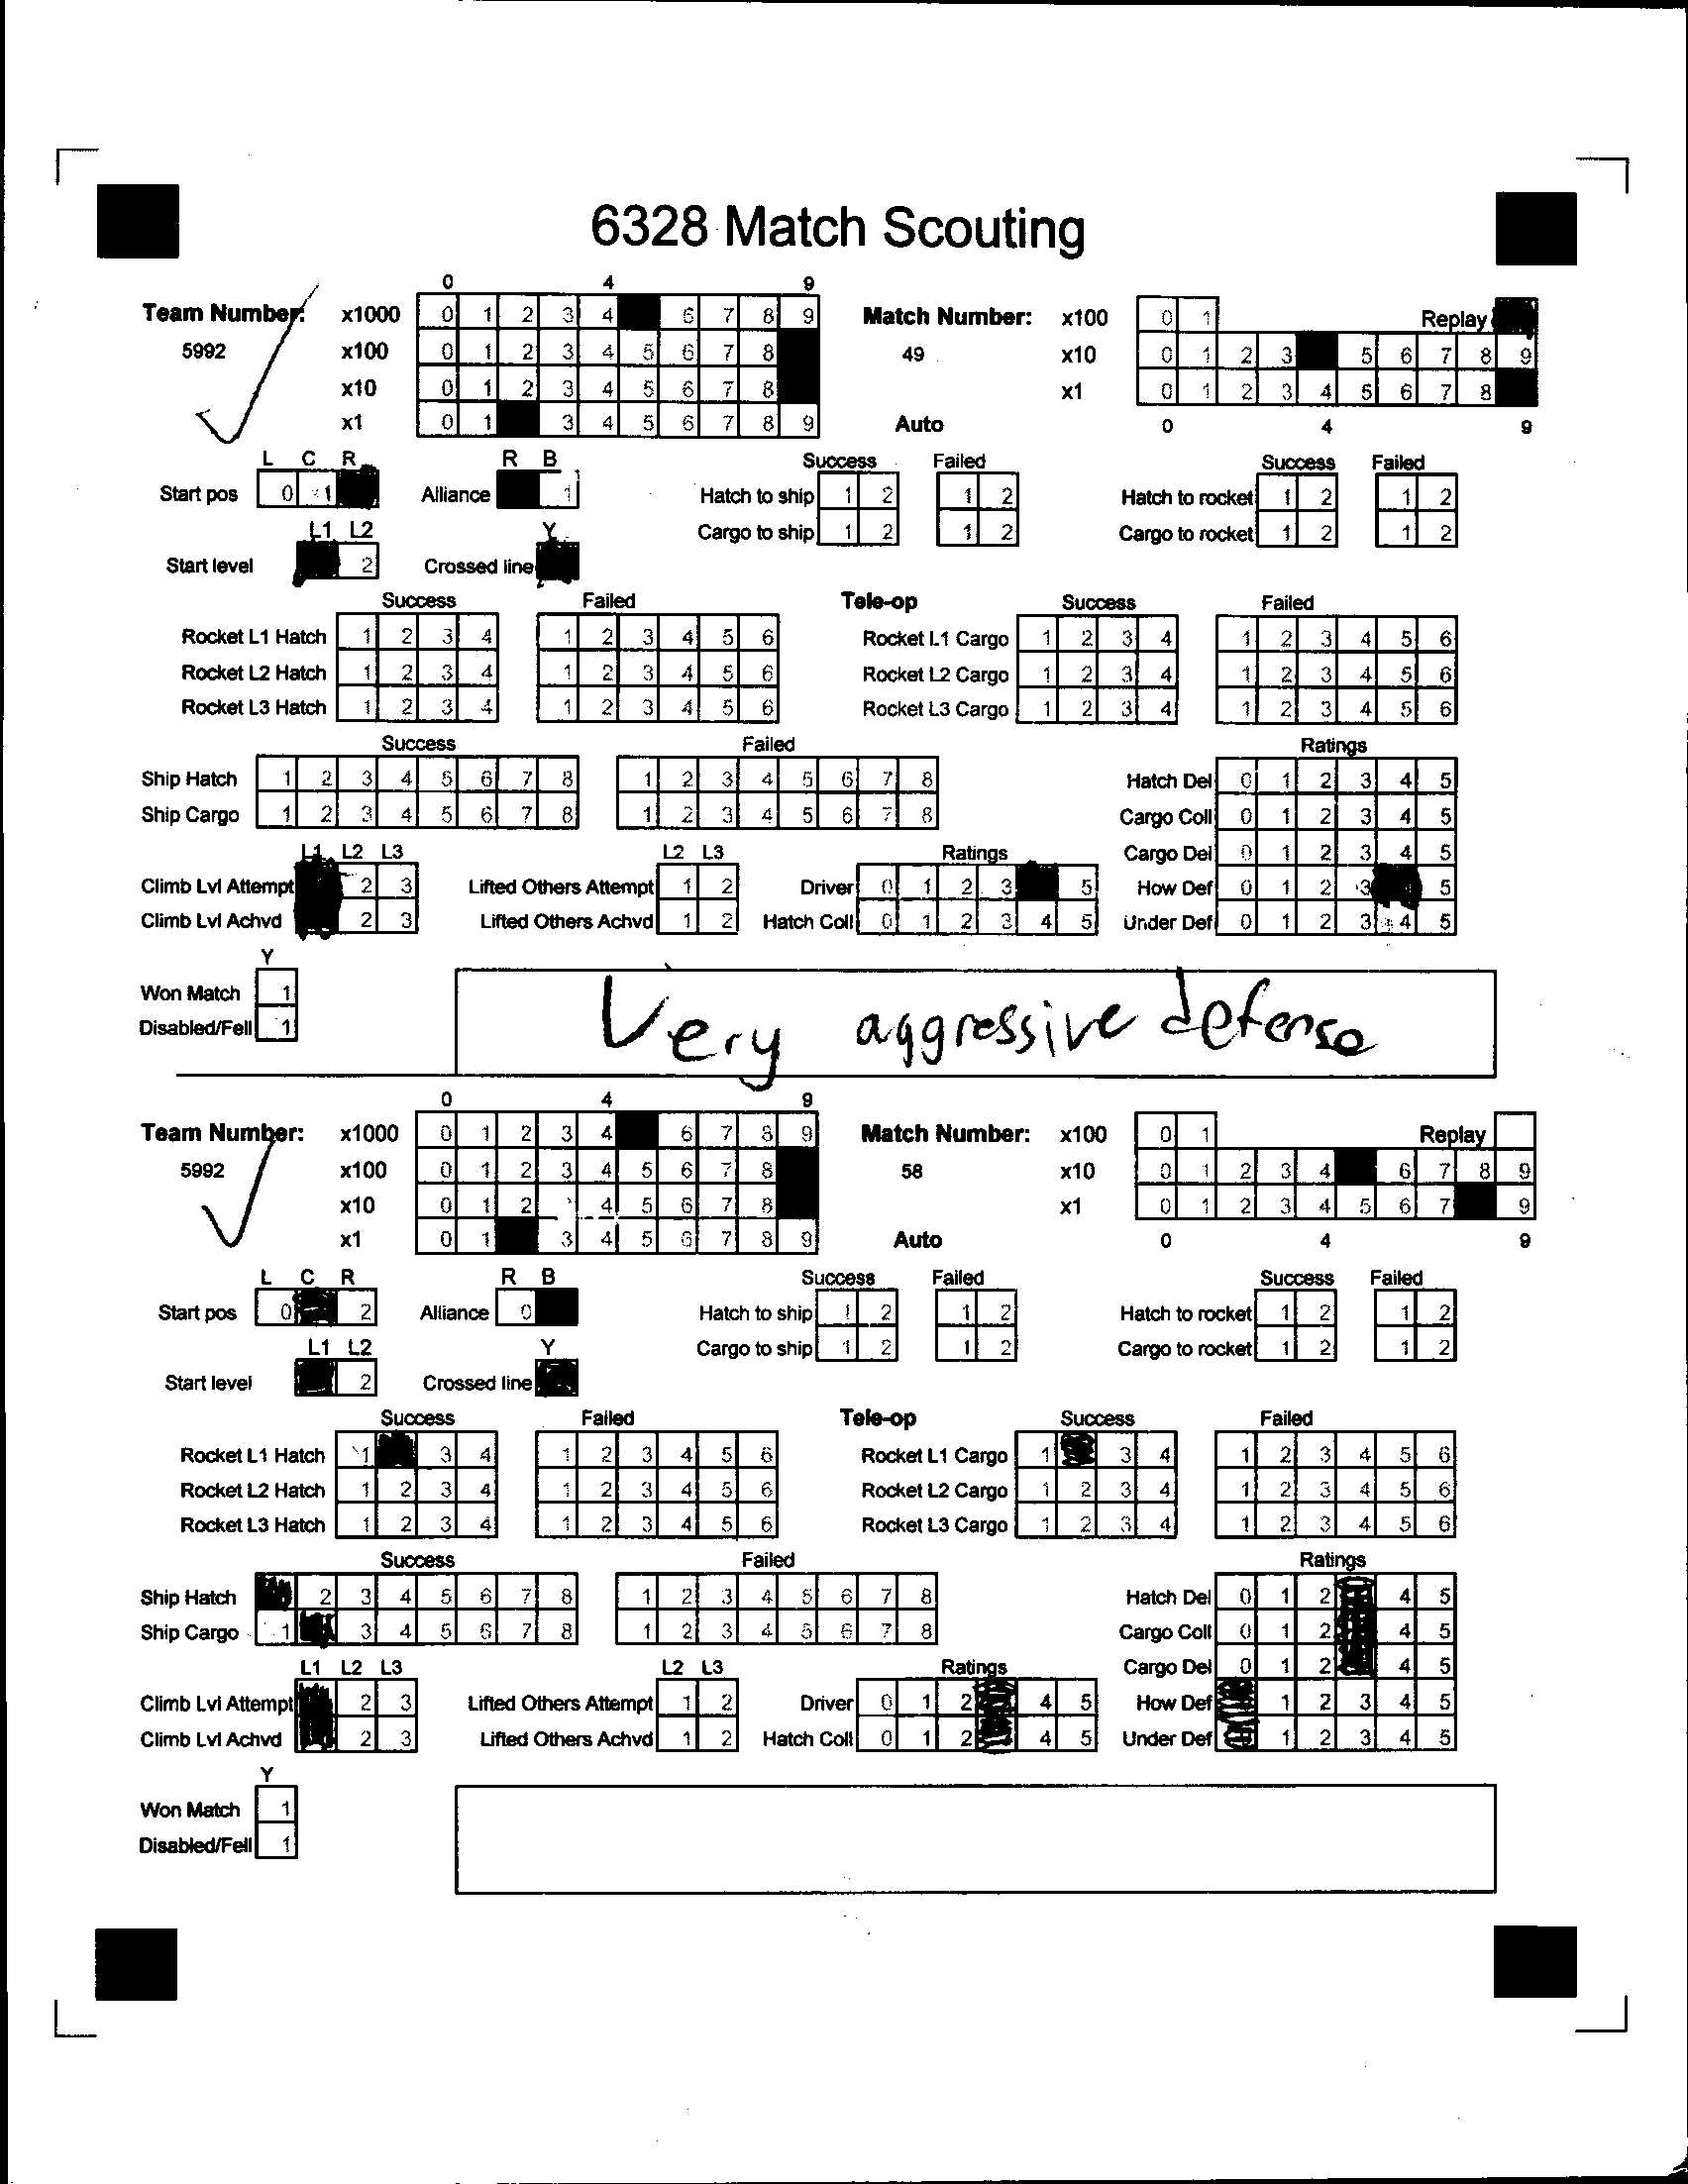 6328 Match Scouting
0 4 9
Team Number: x1000 0 1 2 3 4 6 7 8 9 Match Number: x100 0 1 Replay
5992 x100 0 1 2 3 4 5 6 7 8 49 x10 0 1 2 3 5 6 7 8 9
x10 0 1 2 3 4 5 6 7 8 x1 0 1 2 3 4 5 6 7 8
x1 0 1 3 4 5 6 7 8 9 Auto 0 4 9
L C R R B Success Failed Success Failed
Start pos 0 1 Alliance 1 Hatch to ship 1 2 1 2 Hatch to rocket 1 2 1 2
L1 L2 Y Cargo to ship 1 2 1 2 Cargo to rocket 1 2 1 2
Start level 2 Crossed line
Success Failed Tele-op Success Failed
Rocket L1 Hatch 1 2 3 4 1 2 3 4 5 6 Rocket L1 Cargo 1 2 3 4 1 2 3 4 5 6
Rocket L2 Hatch 1 2 3 4 1 2 3 4 5 6 Rocket L2 Cargo 1 2 3 4 1 2 3 4 5 6
Rocket L3 Hatch 1 2 3 4 1 2 3 4 5 6 Rocket L3 Cargo 1 2 3 4 1 2 3 4 5 6
Success Failed Ratings
Ship Hatch 1 2 3 4 5 6 7 8 1 2 3 4 5 6 7 8 Hatch Del 0 1 2 3 4 5
Ship Cargo 1 2 3 4 5 6 7 8 1 2 3 4 5 6 7 8 Cargo Coll 0 1 2 3 4 5
L1 L2 L3 L2 L3 Ratings Cargo Del 0 1 2 3 4 5
Climb Lvl Attempt 2 3 Lifted Others Attempt 1 2 Driver 0 1 2 3 5 How Def 0 1 2 3 5
Climb Lvl Achvd 2 3 Lifted Others Achvd 1 2 Hatch Coll 0 1 2 3 4 5 Under Def 0 1 2 3 4 5
Y
Won Match 1
Disabled/Fell 1
Very aggressive defense
0 4 9
Team Number: x1000 0 1 2 3 4 6 7 8 9 Match Number: x100 0 1 Replay
5992 x100 0 1 2 3 4 5 6 7 8 58 x10 0 1 2 3 4 6 7 8 9
x10 0 1 2 4 5 6 7 8 x1 0 1 2 3 4 5 6 7 9
x1 0 1 3 4 5 6 7 8 9 Auto 0 4 9
L C R R B Success Failed Success Failed
Start pos 0 2 Alliance 0 Hatch to ship 1 2 1 2 Hatch to rocket 1 2 1 2
L1 L2 Y Cargo to ship 1 2 1 2 Cargo to rocket 1 2 1 2
Start level 2 Crossed line
Success Failed Tele-op Success Failed
Rocket L1 Hatch 1 3 4 1 2 3 4 5 6 Rocket L1 Cargo 1 3 4 1 2 3 4 5 6
Rocket L2 Hatch 1 2 3 4 1 2 3 4 5 6 Rocket L2 Cargo 1 2 3 4 1 2 3 4 5 6
Rocket L3 Hatch 1 2 3 4 1 2 3 4 5 6 Rocket L3 Cargo 1 2 3 4 1 2 3 4 5 6
Success Failed Ratings
Ship Hatch 2 3 4 5 6 7 8 1 2 3 4 5 6 7 8 Hatch Del 0 1 2 4 5
Ship Cargo 1 3 4 5 6 7 8 1 2 3 4 5 6 7 8 Cargo Coll 0 1 2 4 5
L1 L2 L3 L2 L3 Ratings Cargo Del 0 1 2 4 5
Climb Lvl Attempt 2 3 Lifted Others Attempt 1 2 Driver 0 1 2 4 5 How Def 1 2 3 4 5
Climb Lvl Achvd 2 3 Lifted Others Achvd 1 2 Hatch Coll 0 1 2 4 5 Under Def 1 2 3 4 5
Y
Won Match 1
Disabled/Fell 1